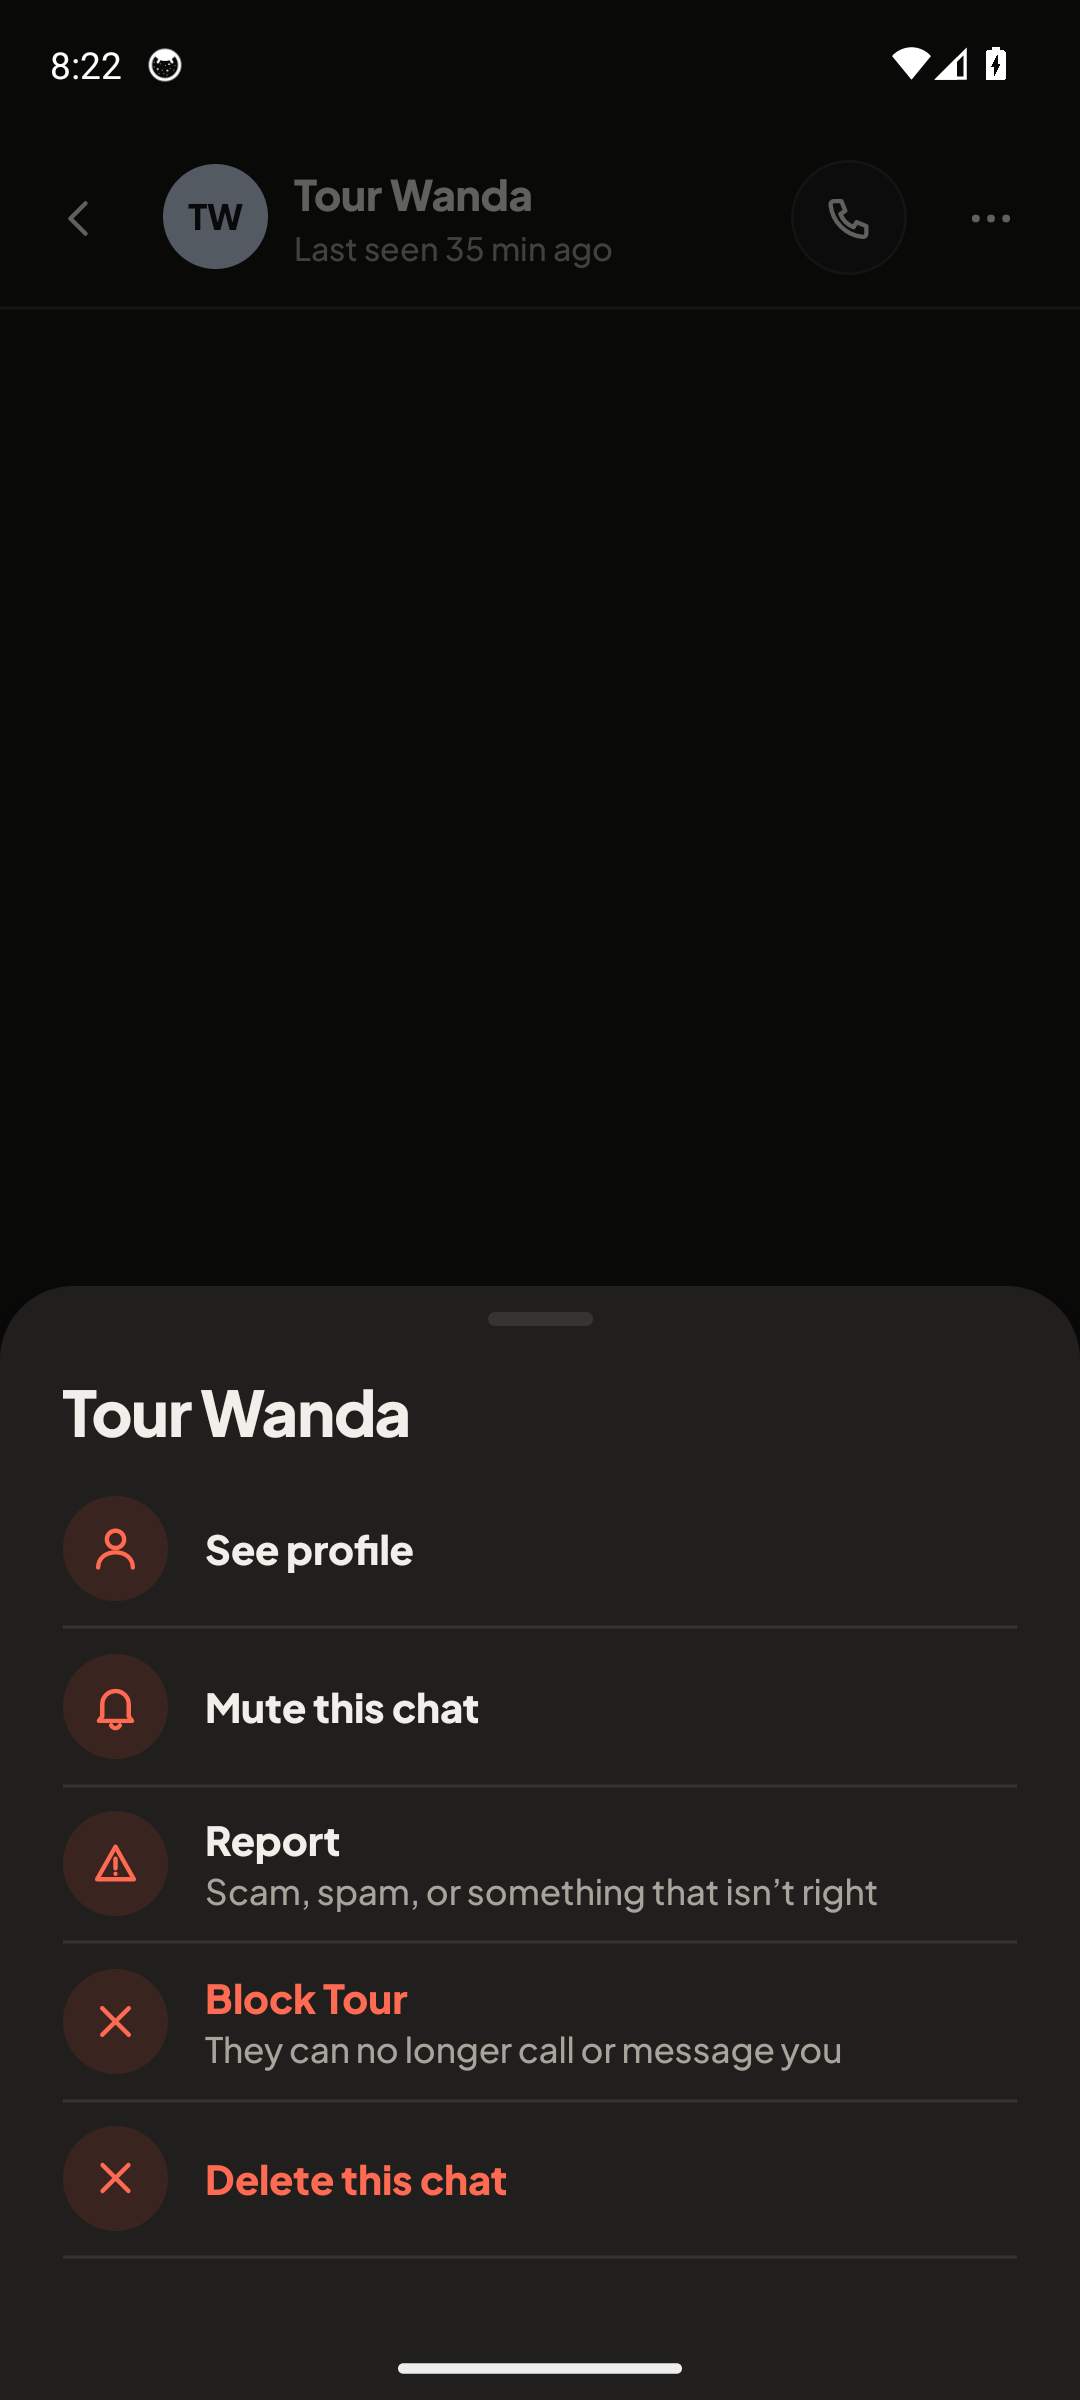 8:22
TW
Tour Wanda
Last seen 35 min ago
Tour Wanda
See profile
Mute this chat
Report
Scam, spam, or something that isn’t right
Block Tour
They can no longer call or message you
Delete this chat